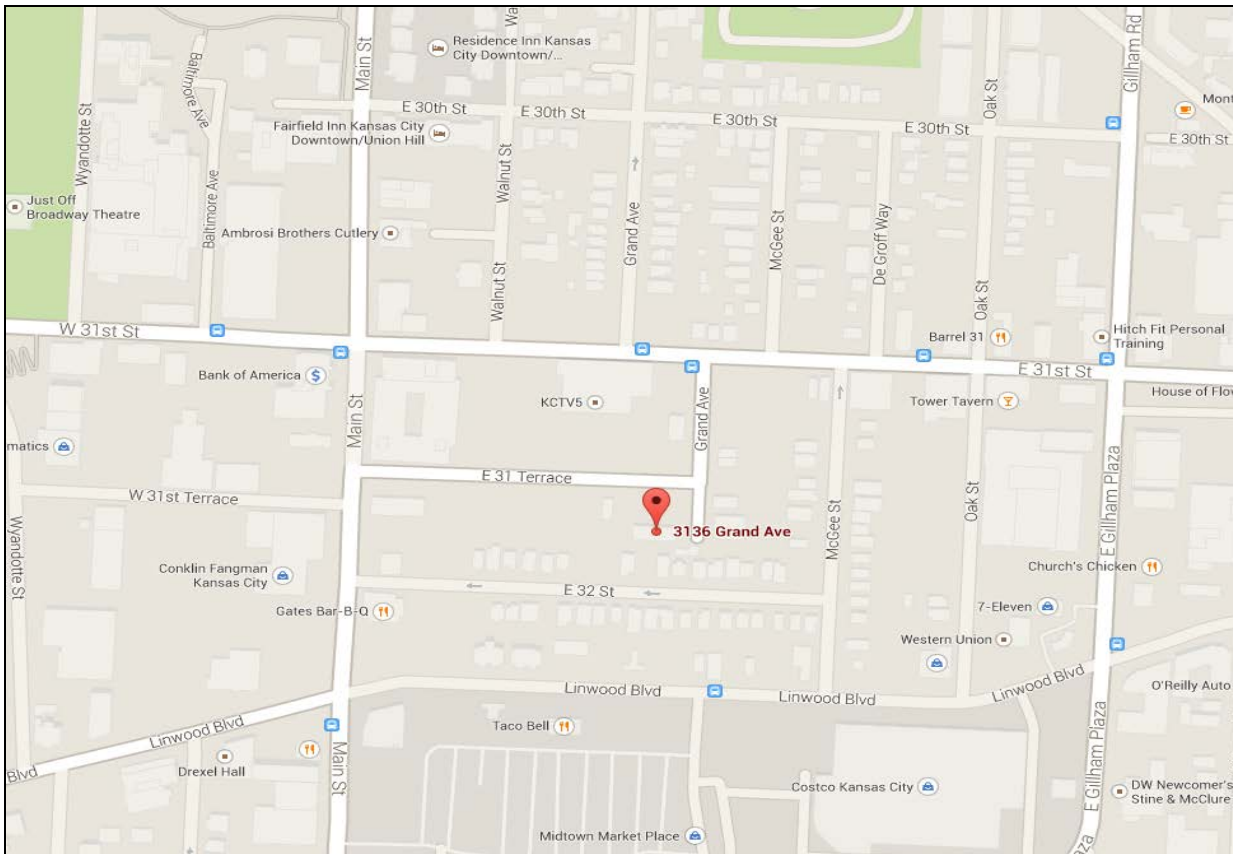 Residence Inn Kansas
City Downtown/...
Main St
Baltimore Ave
Wyandotte St
Walnut St
Oak St
Gillham Rd
Mont
E 30th St
E 30th St
E 30th St
E 30th St
Fairfield Inn Kansas City
Downtown/Union Hill
Just Off
Broadway Theatre
Baltimore Ave
Ambrosi Brothers Cutlery
Walnut St
Grand Ave
McGee St
De Groff Way
Oak St
W 31st St
Barrel 31
Hitch Fit Personal
Training
E 31st St
Bank of America
$
KCTV5
Grand Ave
Tower Tavern
House of Flow
Main St
matics
E 31 Terrace
W 31st Terrace
Wyandotte St
3136 Grand Ave
McGee St
Oak St
E Gillham Plaza
Conklin Fangman
Kansas City
Church's Chicken
E 32 St
Gates Bar-B-Q
7-Eleven
Western Union
Linwood Blvd
Linwood Blvd
Linwood Blvd
O'Reilly Auto
Linwood Blvd
Taco Bell
Main St
Drexel Hall
Blvd
Costco Kansas City
E Gillham Plaza
DW Newcomer's
Stine & McClure
Midtown Market Place
Plaza